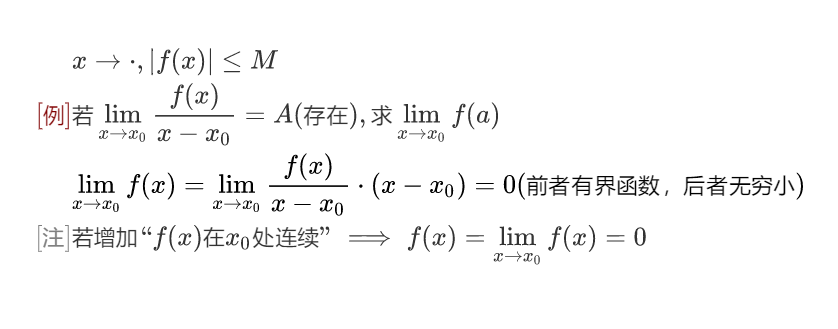 x → ·, |f(x)| ≤ M
[例]若 lim_{x→x₀} f(x)/(x − x₀) = A(存在), 求 lim_{x→x₀} f(a)
lim_{x→x₀} f(x) = lim_{x→x₀} f(x)/(x − x₀) · (x − x₀) = 0(前者有界函数，后者无穷小)
[注]若增加“f(x)在x₀处连续” ⟹ f(x) = lim_{x→x₀} f(x) = 0